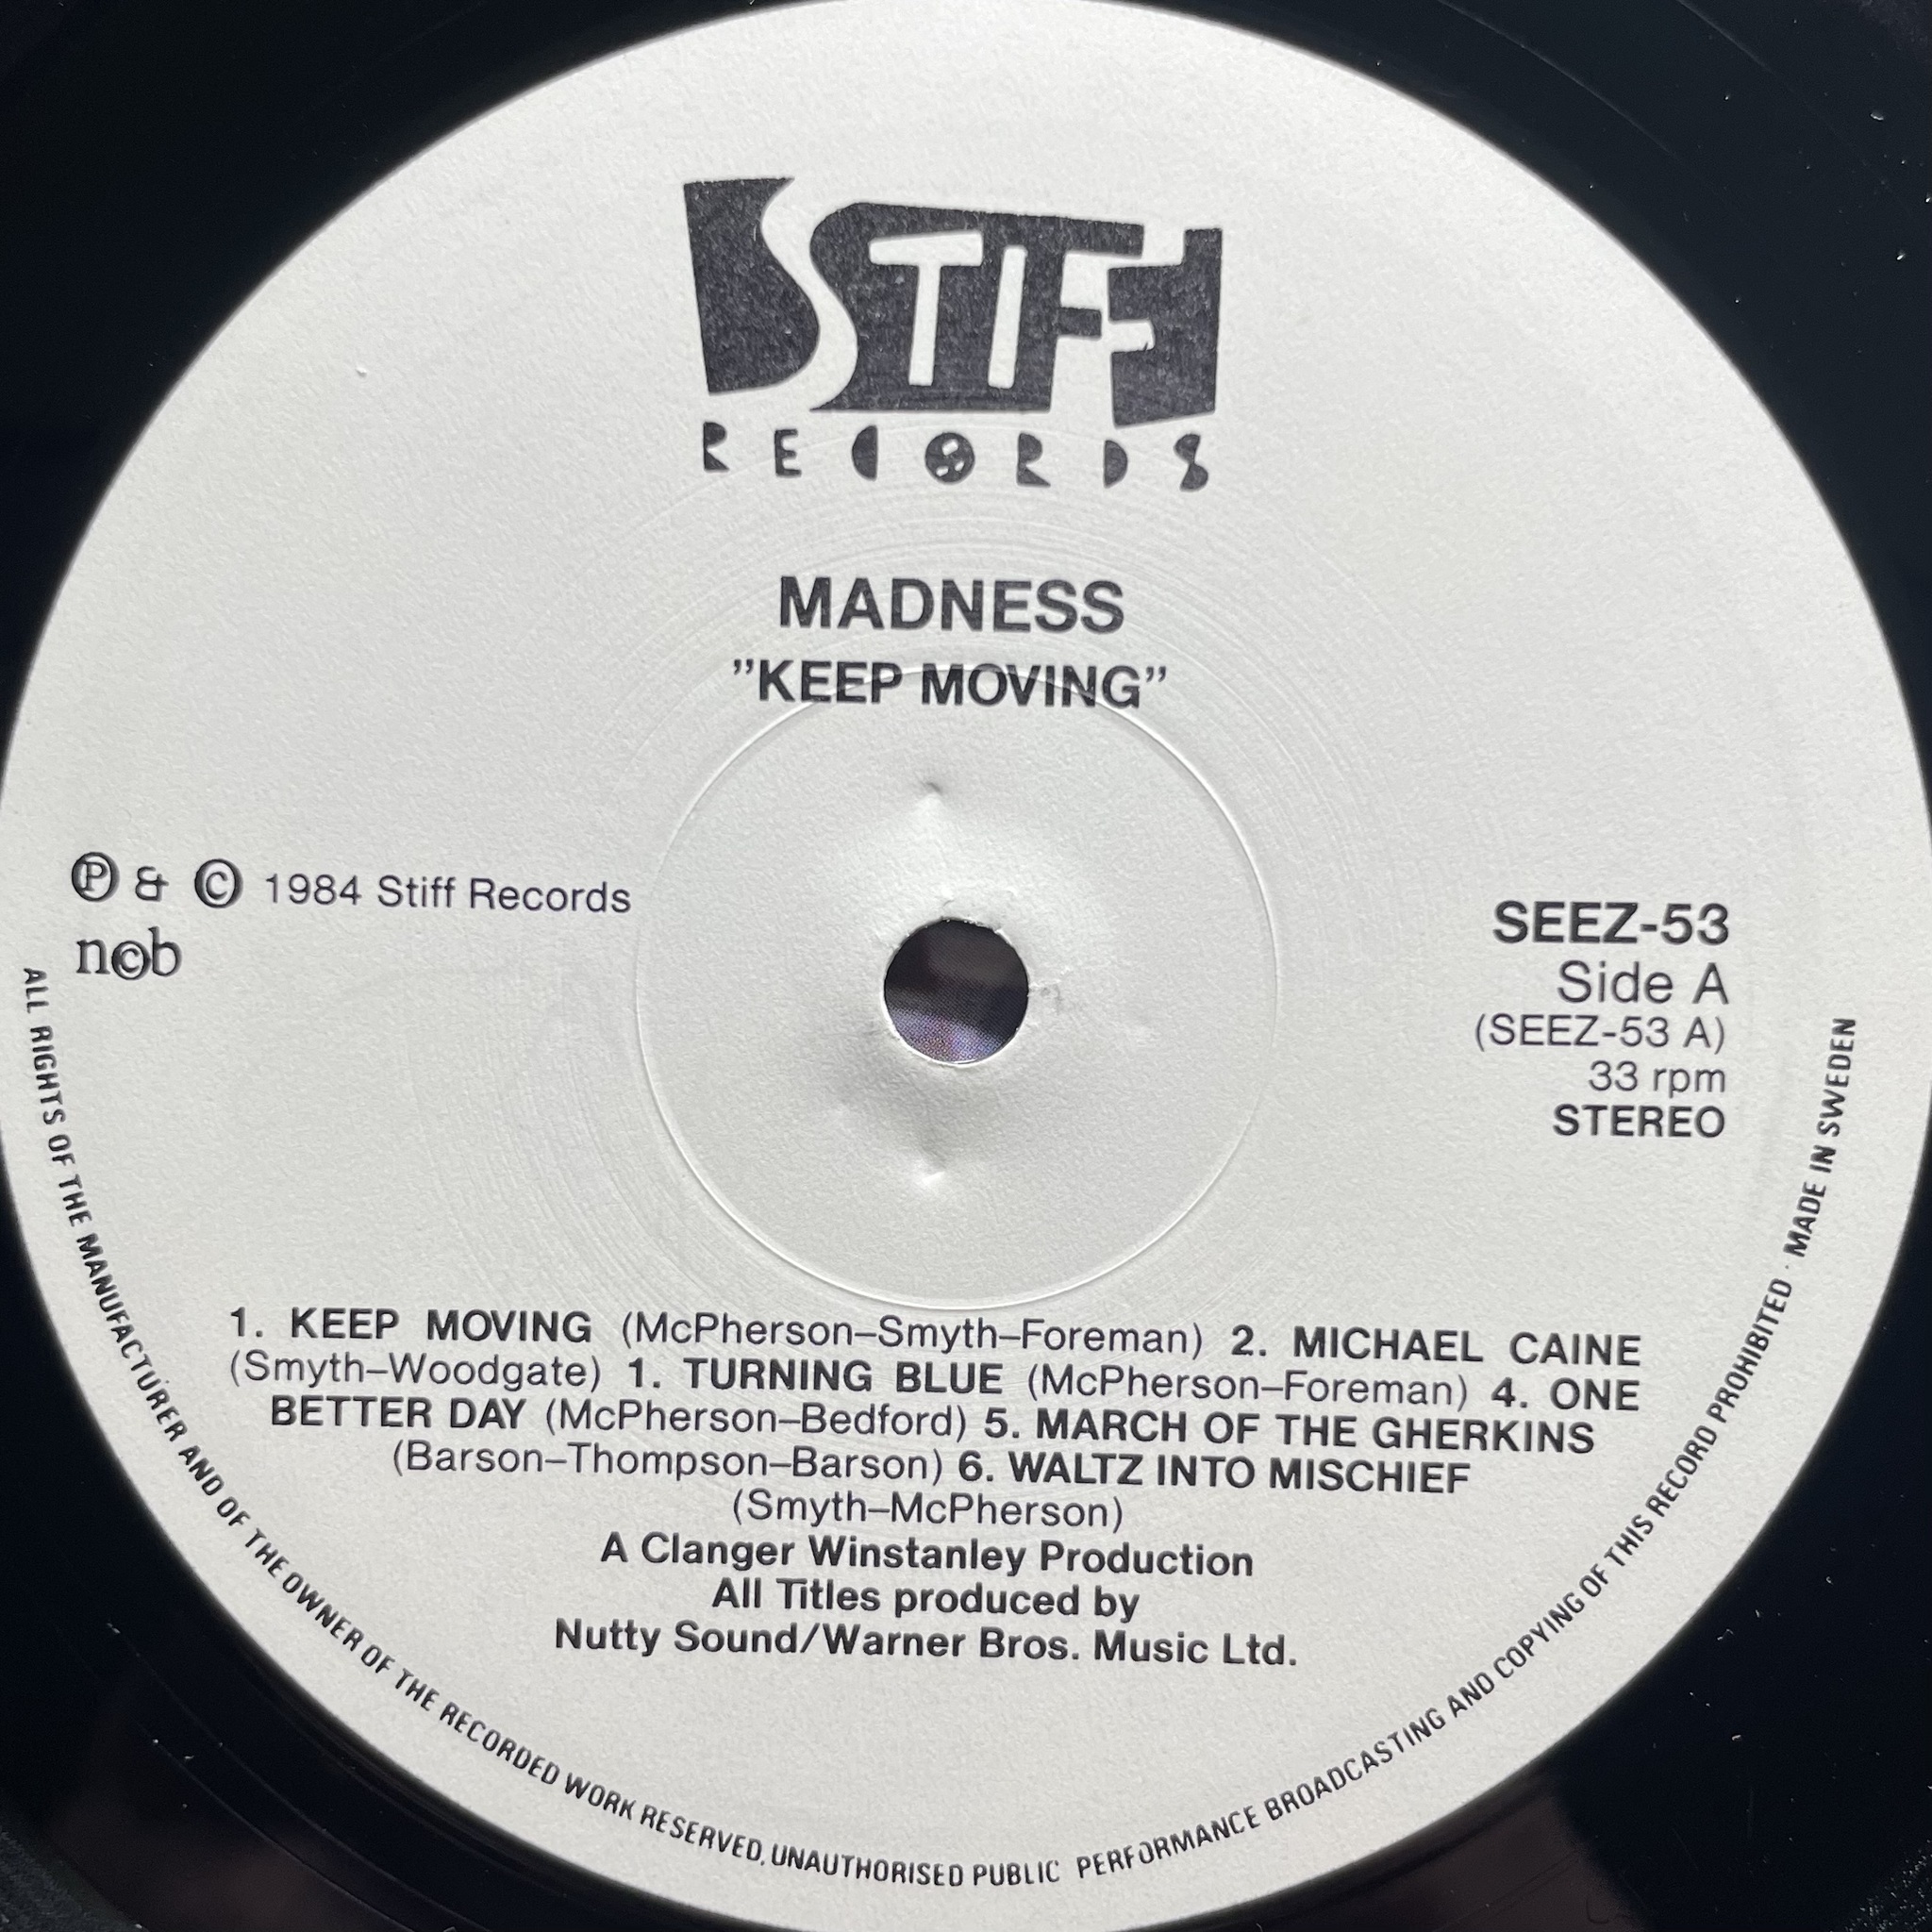 STIFF
RECORDS
MADNESS
”KEEP MOVING”
Ⓟ & © 1984 Stiff Records
n©b
SEEZ-53
Side A
(SEEZ-53 A)
33 rpm
STEREO
1. KEEP MOVING (McPherson–Smyth–Foreman) 2. MICHAEL CAINE
(Smyth–Woodgate) 1. TURNING BLUE (McPherson–Foreman) 4. ONE
BETTER DAY (McPherson–Bedford) 5. MARCH OF THE GHERKINS
(Barson–Thompson–Barson) 6. WALTZ INTO MISCHIEF
(Smyth–McPherson)
A Clanger Winstanley Production
All Titles produced by
Nutty Sound/Warner Bros. Music Ltd.
ALL RIGHTS OF THE MANUFACTURER AND OF THE OWNER OF THE RECORDED WORK RESERVED, UNAUTHORISED PUBLIC PERFORMANCE BROADCASTING AND COPYING OF THIS RECORD PROHIBITED · MADE IN SWEDEN